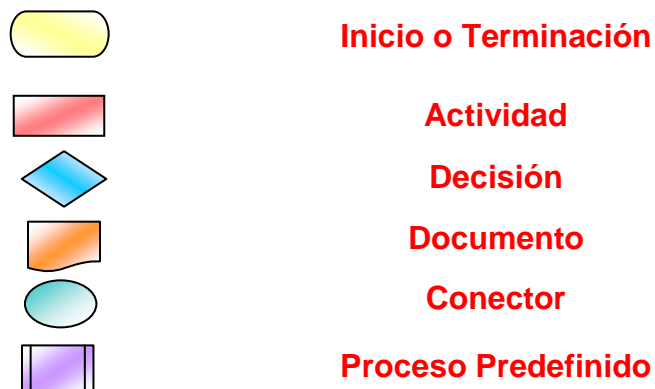 Inicio o Terminación
Actividad
Decisión
Documento
Conector
Proceso Predefinido